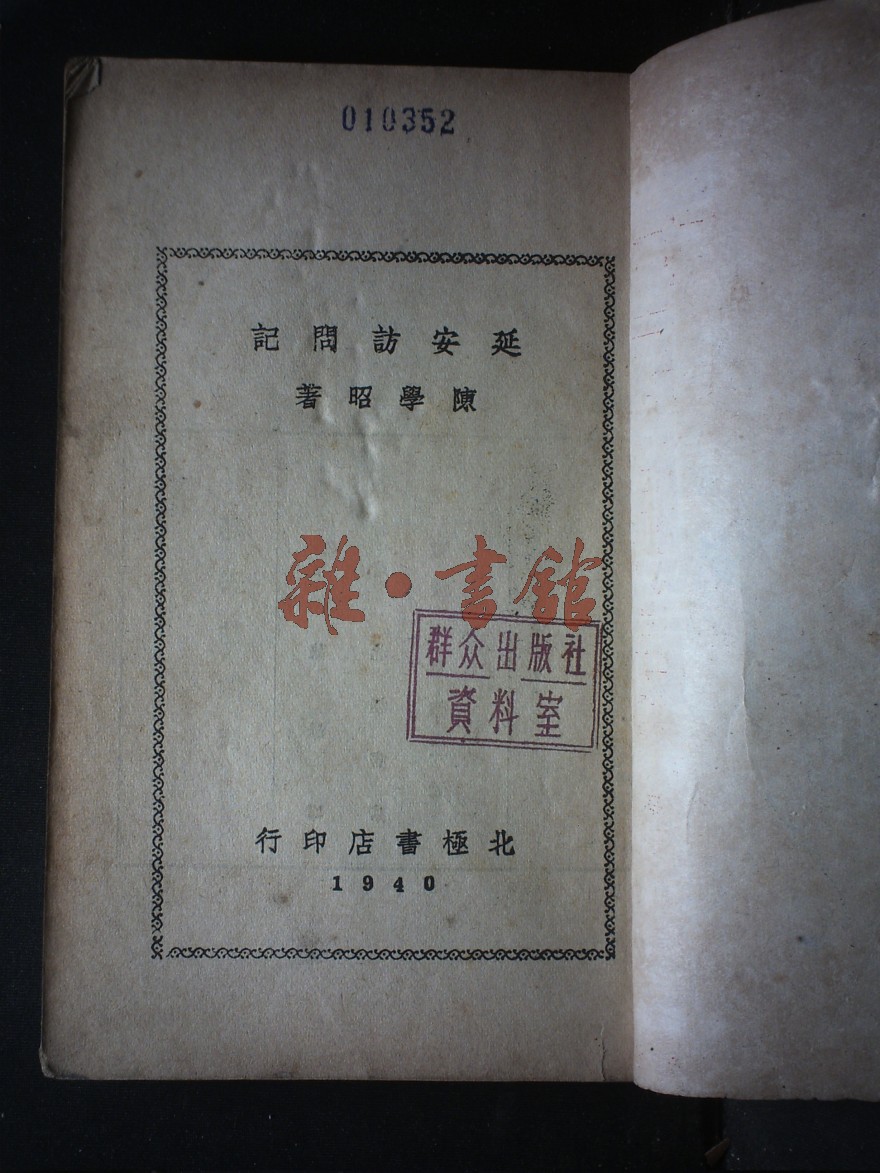 010352
延安訪問記
陳學昭著
雜·書館
群众出版社
資料室
北極書店印行
1940